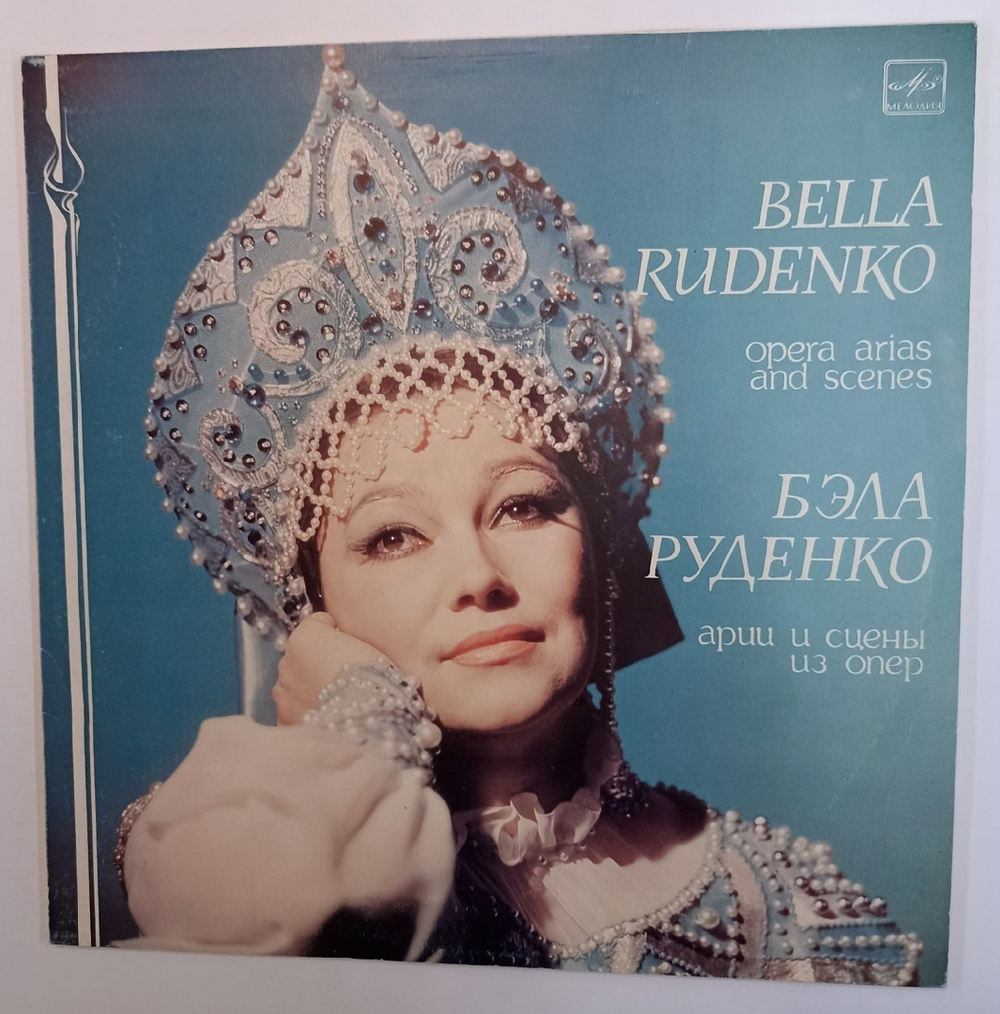 МЕЛОДИЯ
BELLA
RUDENKO
opera arias
and scenes
БЭЛА
РУДЕНКО
арии и сцены
из опер